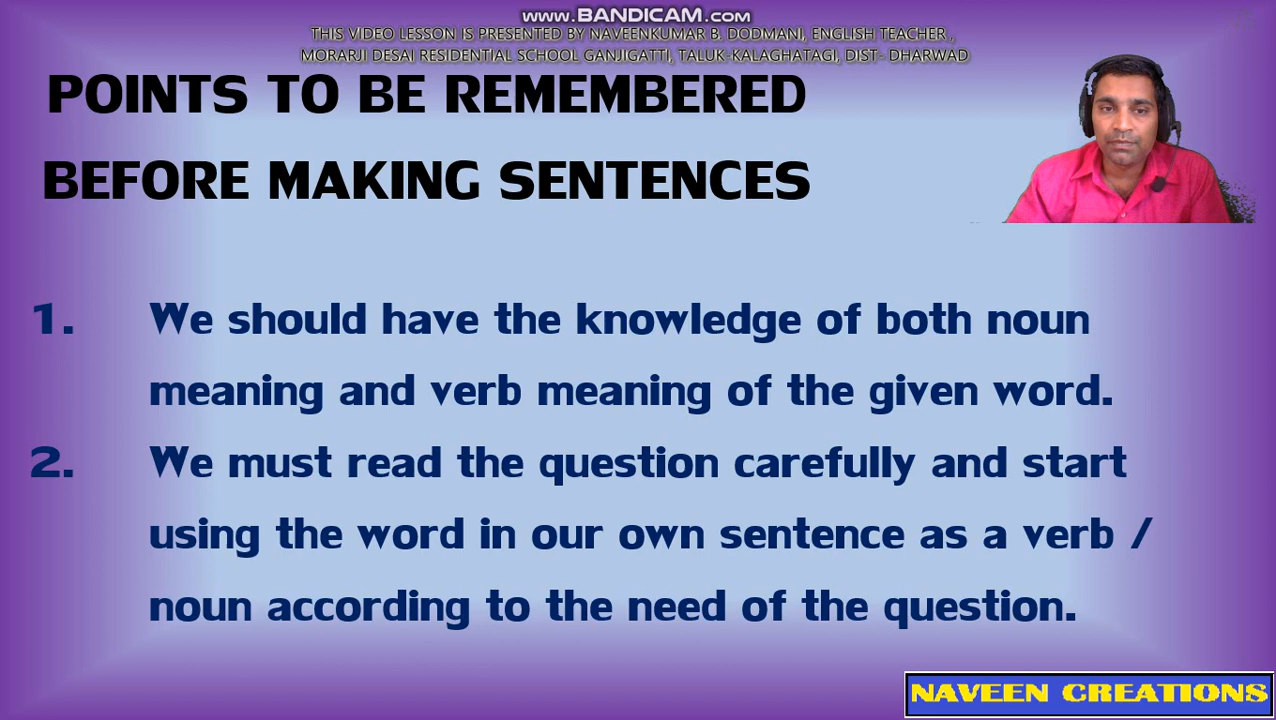 www.BANDICAM.com
THIS VIDEO LESSON IS PRESENTED BY NAVEENKUMAR B. DODMANI, ENGLISH TEACHER.,
MORARJI DESAI RESIDENTIAL SCHOOL GANJIGATTI, TALUK-KALAGHATAGI, DIST- DHARWAD
POINTS TO BE REMEMBERED
BEFORE MAKING SENTENCES
1. We should have the knowledge of both noun
meaning and verb meaning of the given word.
2. We must read the question carefully and start
using the word in our own sentence as a verb /
noun according to the need of the question.
NAVEEN CREATIONS